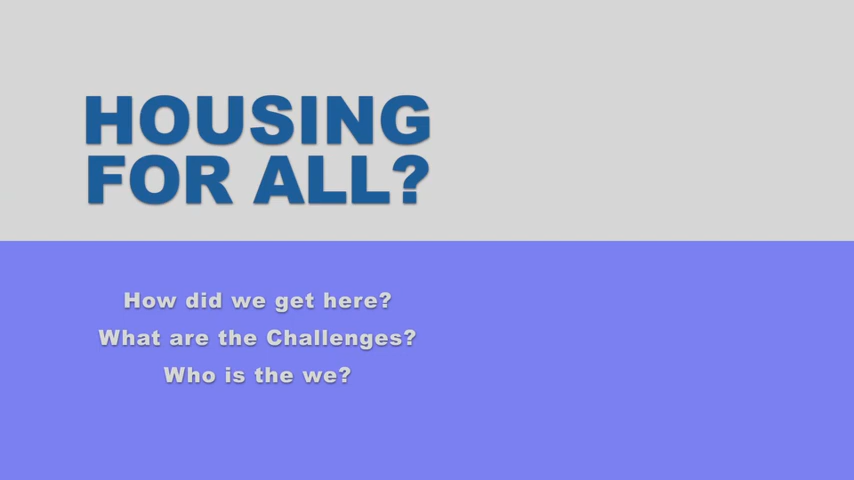 HOUSING
FOR ALL?
How did we get here?
What are the Challenges?
Who is the we?